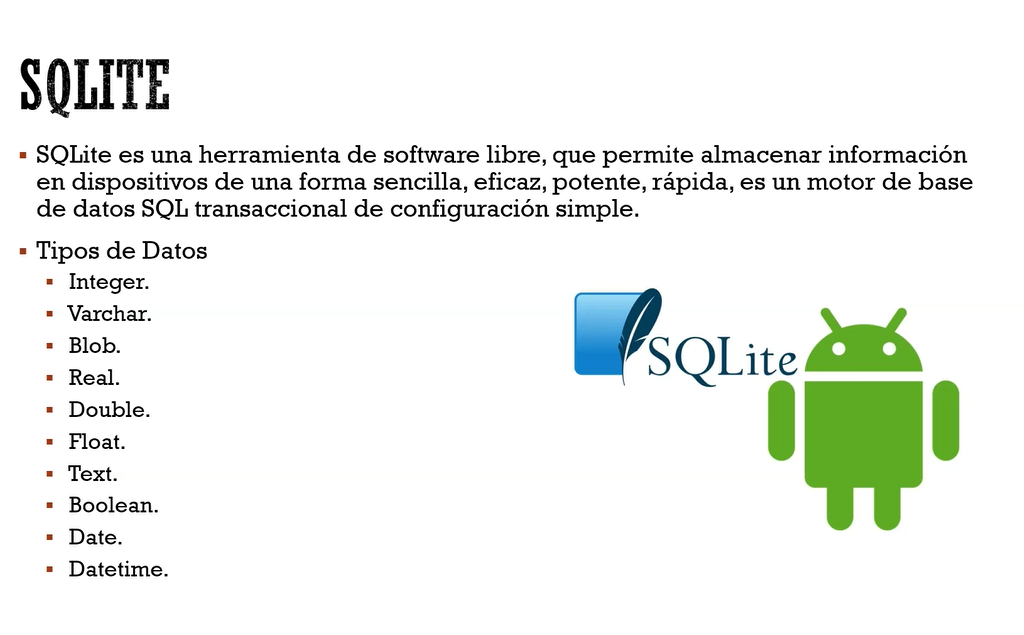 SQLITE
SQLite es una herramienta de software libre, que permite almacenar información
en dispositivos de una forma sencilla, eficaz, potente, rápida, es un motor de base
de datos SQL transaccional de configuración simple.
Tipos de Datos
Integer.
Varchar.
Blob.
Real.
Double.
Float.
Text.
Boolean.
Date.
Datetime.
SQLite